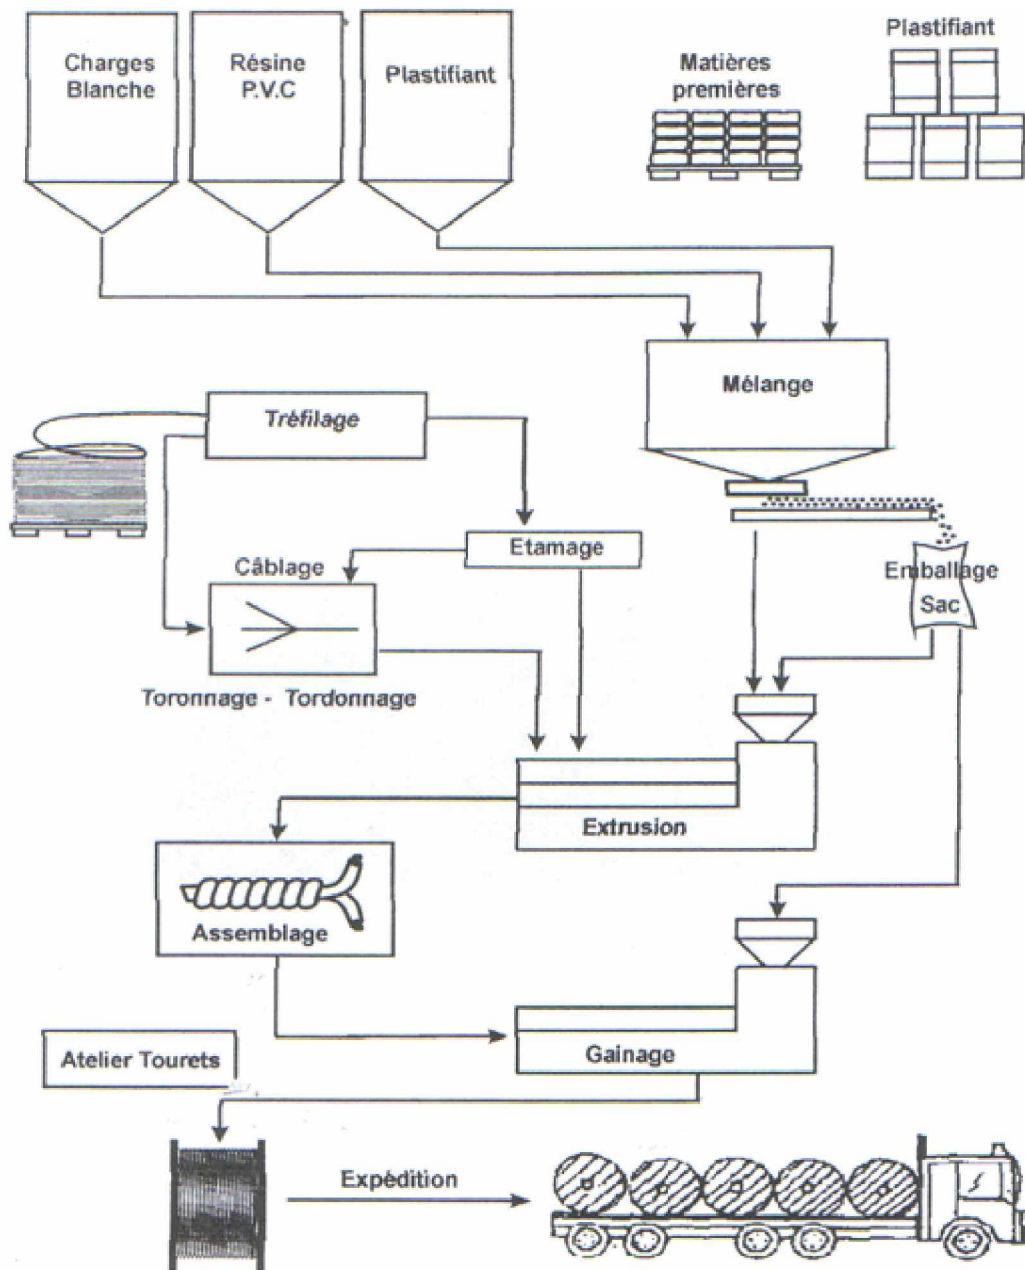 Charges
Blanche
Résine
P.V.C
Plastifiant
Matières
premières
Plastifiant
Mélange
Tréfilage
Etamage
Emballage
Sac
Câblage
Toronnage - Tordonnage
Extrusion
Assemblage
Gainage
Atelier Tourets
Expédition